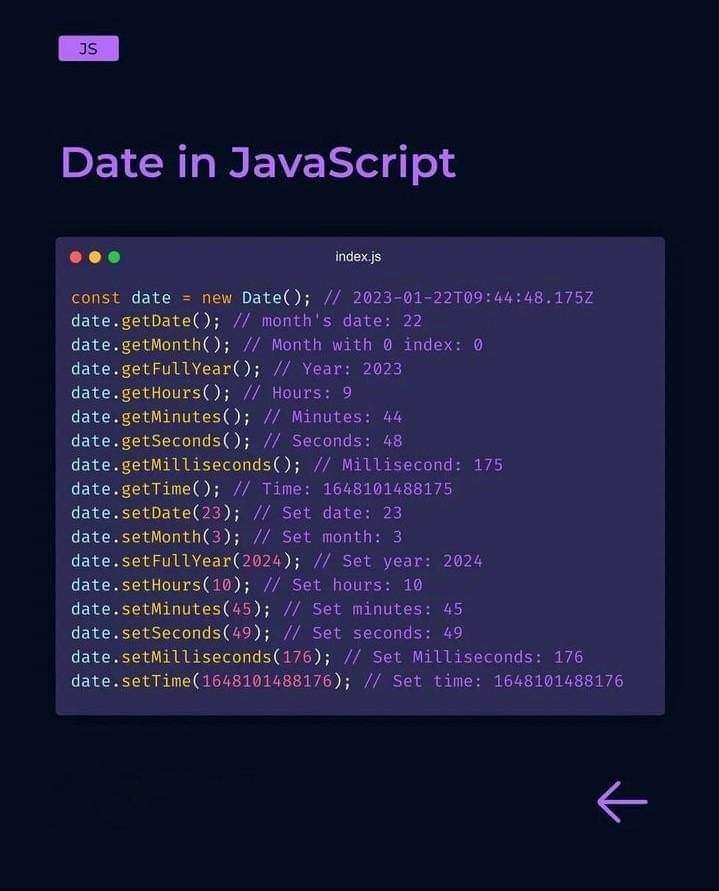 JS
Date in JavaScript
index.js
const date = new Date(); // 2023-01-22T09:44:48.175Z
date.getDate(); // month's date: 22
date.getMonth(); // Month with 0 index: 0
date.getFullYear(); // Year: 2023
date.getHours(); // Hours: 9
date.getMinutes(); // Minutes: 44
date.getSeconds(); // Seconds: 48
date.getMilliseconds(); // Millisecond: 175
date.getTime(); // Time: 1648101488175
date.setDate(23); // Set date: 23
date.setMonth(3); // Set month: 3
date.setFullYear(2024); // Set year: 2024
date.setHours(10); // Set hours: 10
date.setMinutes(45); // Set minutes: 45
date.setSeconds(49); // Set seconds: 49
date.setMilliseconds(176); // Set Milliseconds: 176
date.setTime(1648101488176); // Set time: 1648101488176